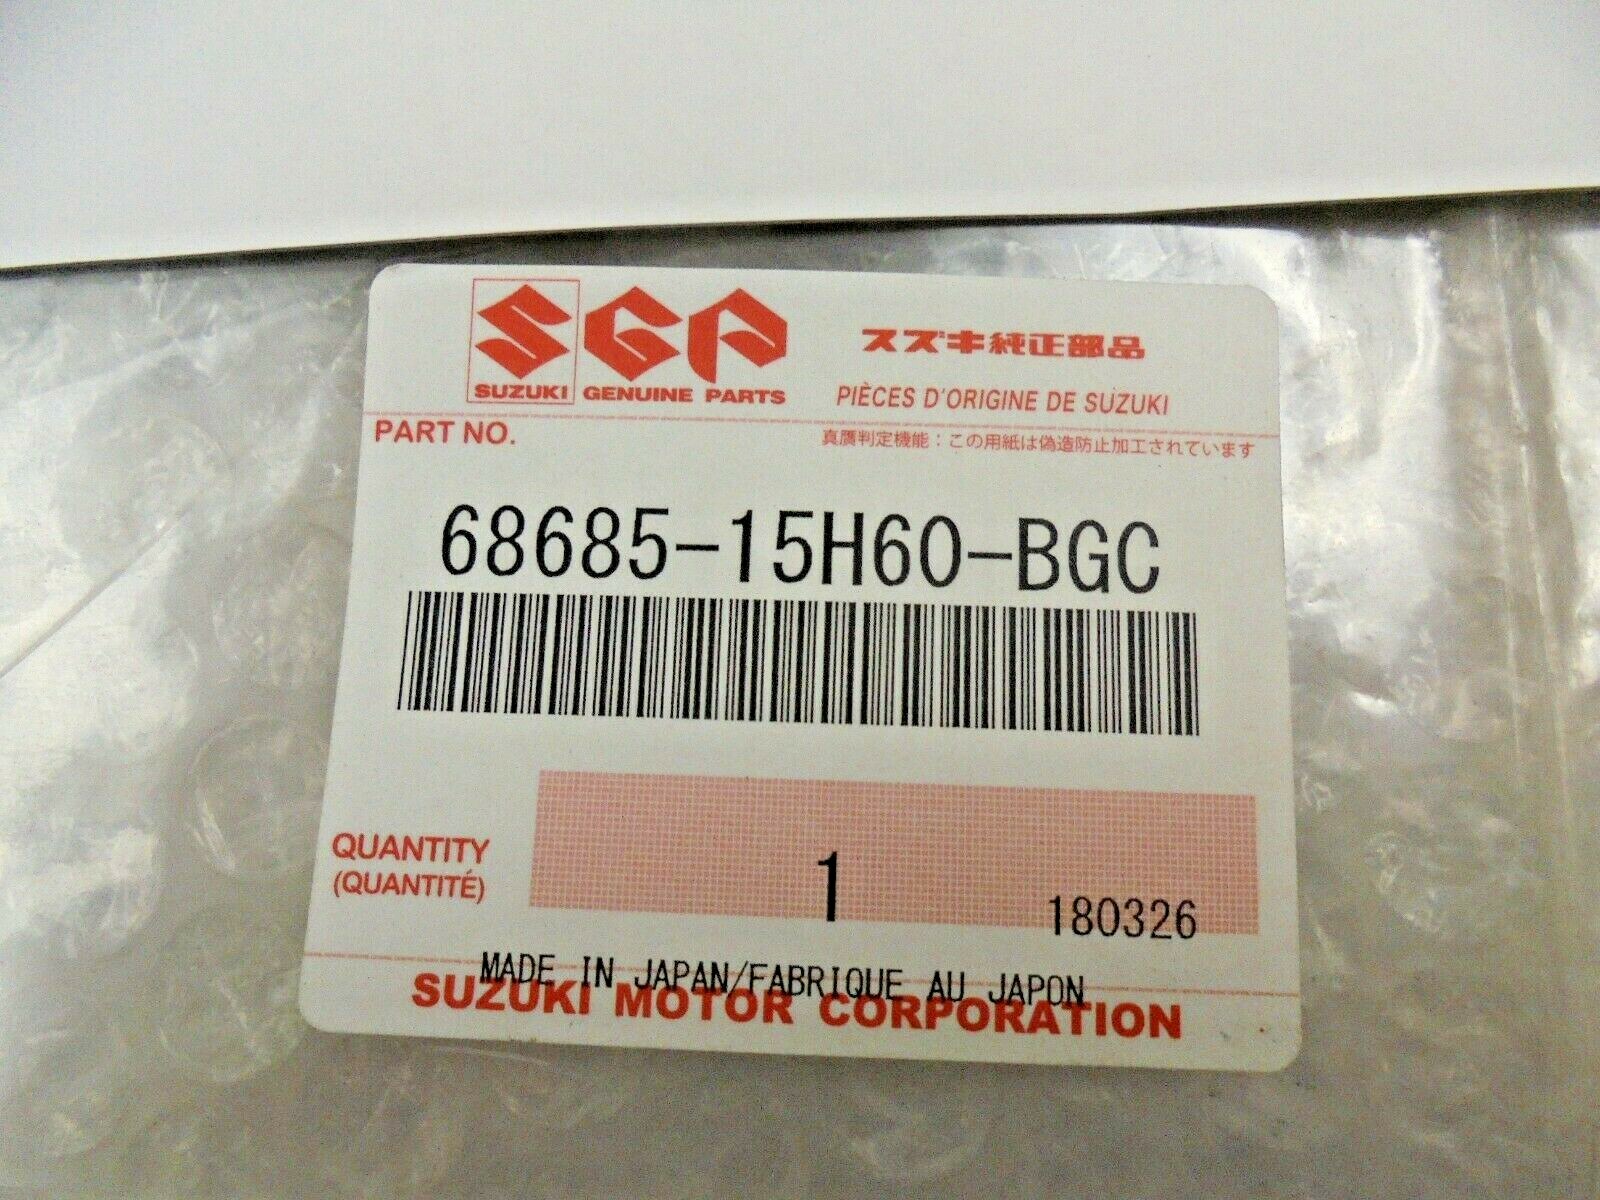 SGP
SUZUKI GENUINE PARTS
スズキ純正部品
PIÈCES D'ORIGINE DE SUZUKI
PART NO.
真贋判定機能：この用紙は偽造防止加工されています
68685-15H60-BGC
QUANTITY
(QUANTITÉ)
1
180326
MADE IN JAPAN/FABRIQUE AU JAPON
SUZUKI MOTOR CORPORATION